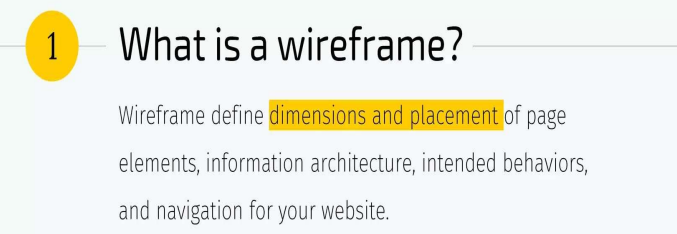 1
What is a wireframe?
Wireframe define dimensions and placement of page
elements, information architecture, intended behaviors,
and navigation for your website.